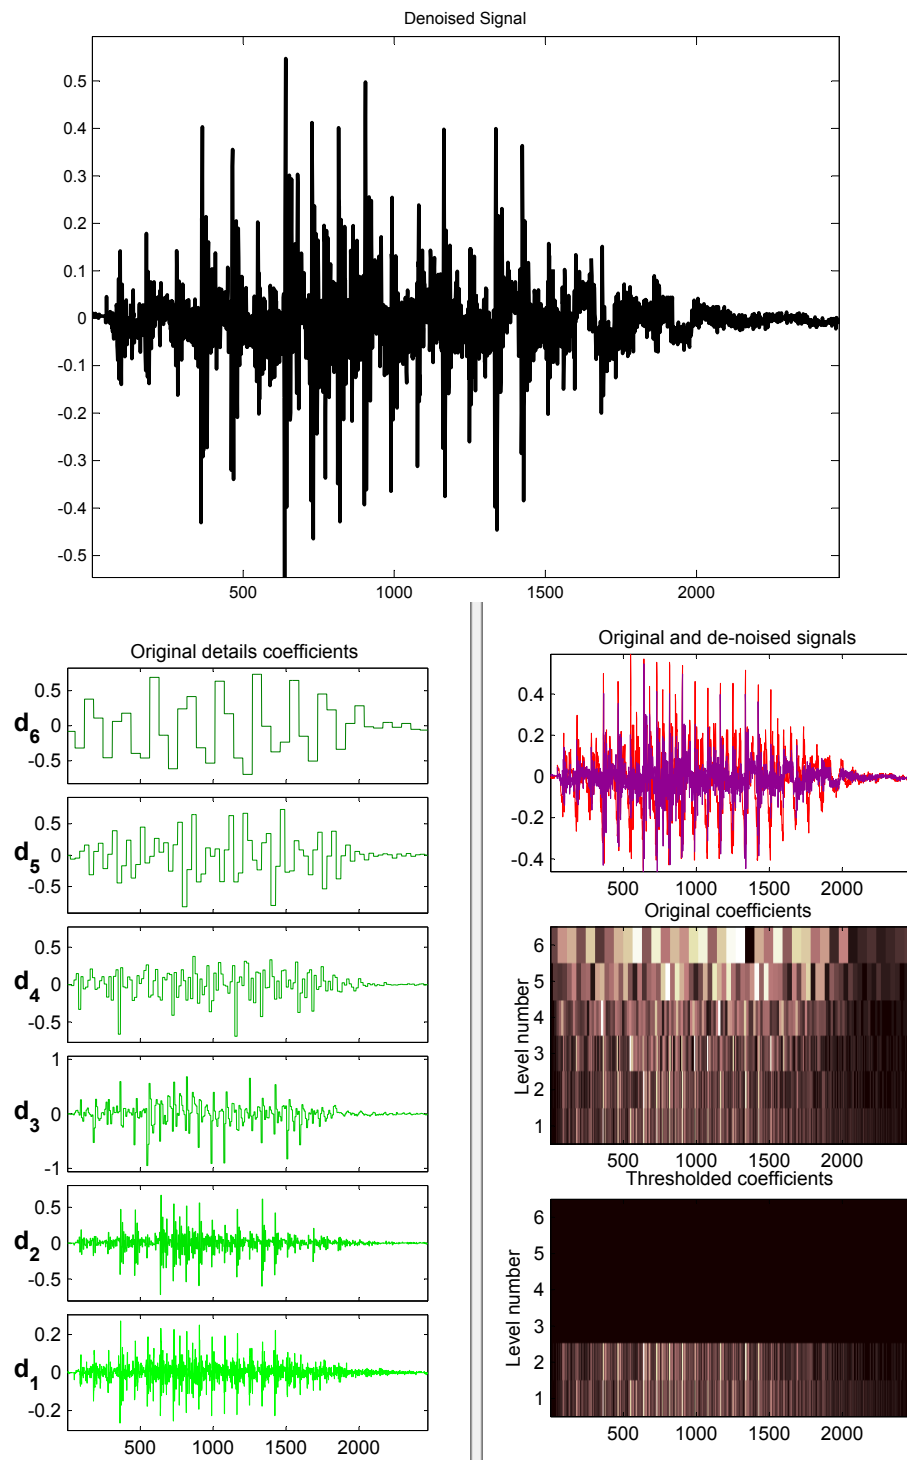 Denoised Signal
0.5
0.4
0.3
0.2
0.1
0
-0.1
-0.2
-0.3
-0.4
-0.5
500 1000 1500 2000
Original details coefficients
d6
0.5
0
-0.5
d5
0.5
0
-0.5
d4
0.5
0
-0.5
d3
1
0
-1
d2
0.5
0
-0.5
d1
0.2
0
-0.2
500 1000 1500 2000
Original and de-noised signals
0.4
0.2
0
-0.2
-0.4
500 1000 1500 2000
Original coefficients
Level number
6
5
4
3
2
1
500 1000 1500 2000
Thresholded coefficients
Level number
6
5
4
3
2
1
500 1000 1500 2000